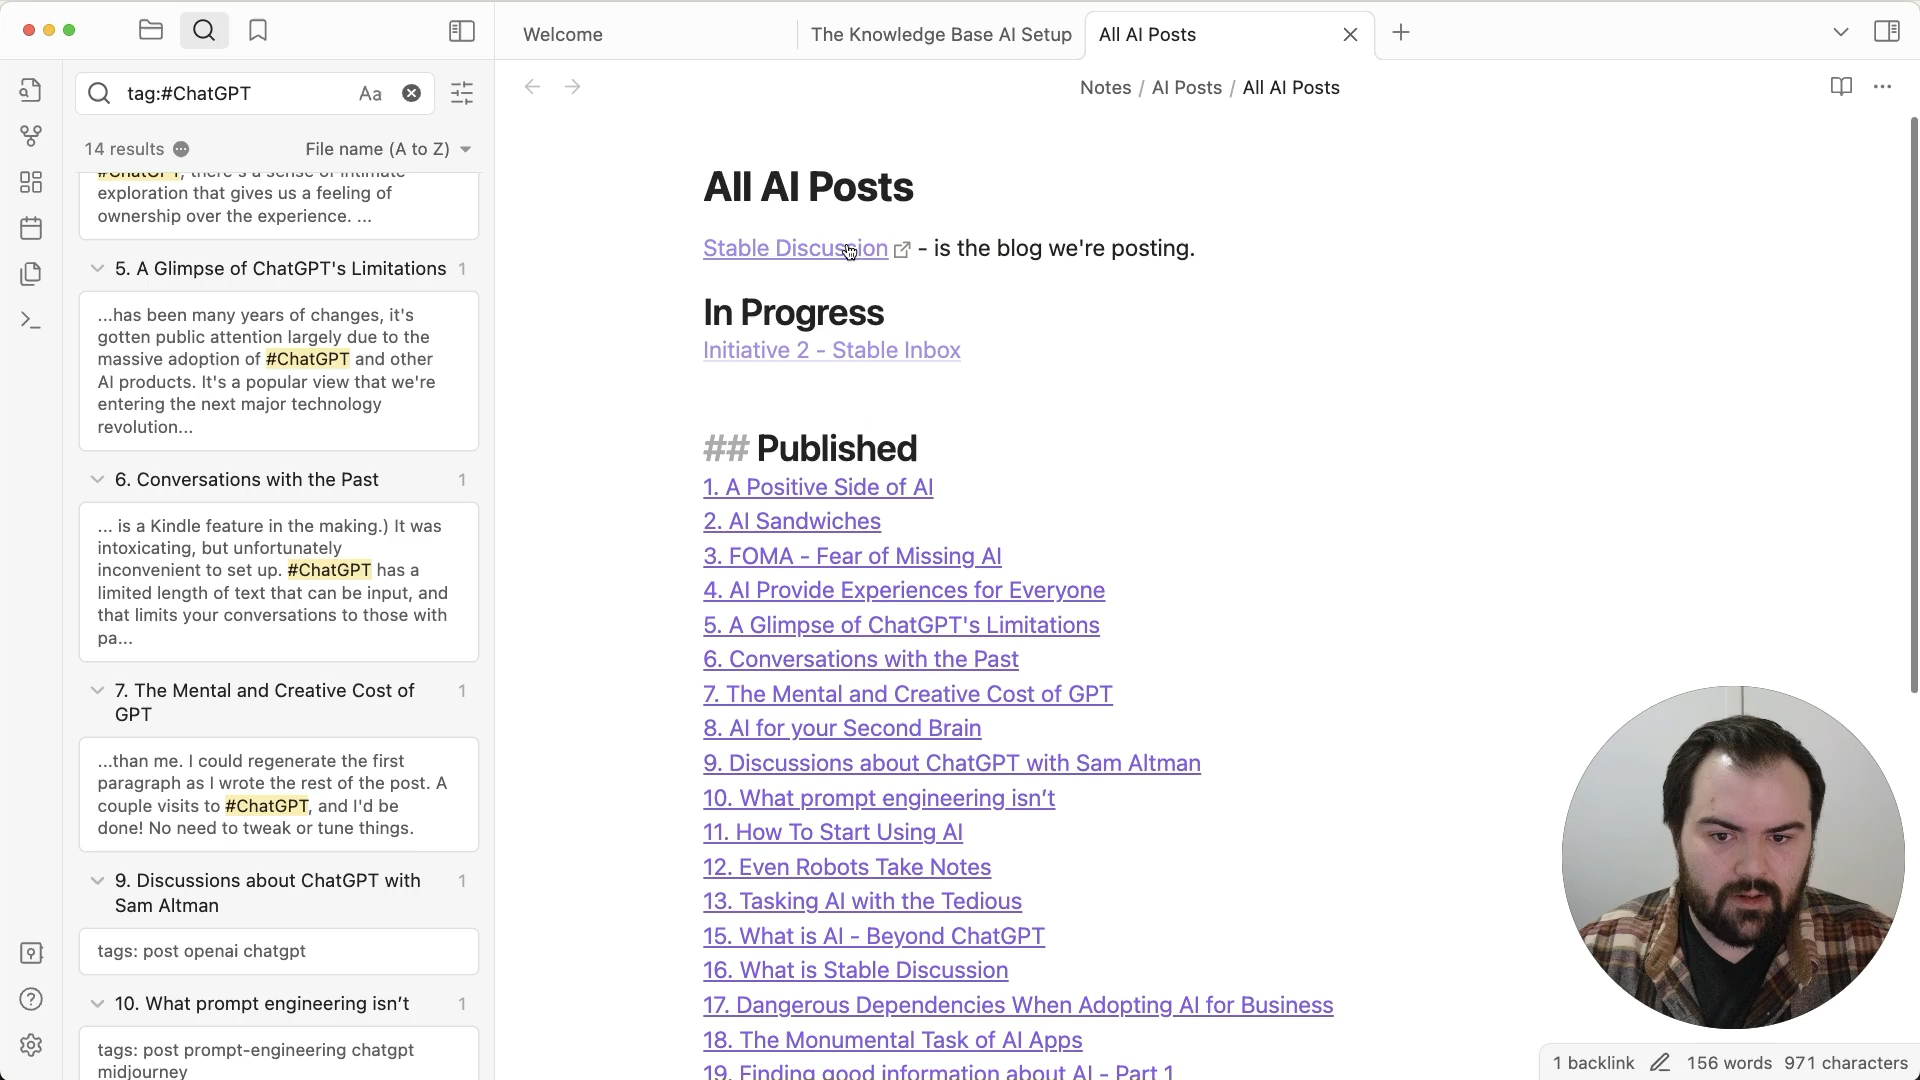 Welcome
The Knowledge Base AI Setup
All AI Posts
tag:#ChatGPT
Aa
14 results
File name (A to Z)
#ChatGPT, there's a sense of intimate
exploration that gives us a feeling of
ownership over the experience. ...
5. A Glimpse of ChatGPT's Limitations 1
...has been many years of changes, it's
gotten public attention largely due to the
massive adoption of #ChatGPT and other
AI products. It's a popular view that we're
entering the next major technology
revolution...
6. Conversations with the Past 1
... is a Kindle feature in the making.) It was
intoxicating, but unfortunately
inconvenient to set up. #ChatGPT has a
limited length of text that can be input, and
that limits your conversations to those with
pa...
7. The Mental and Creative Cost of 1
GPT
...than me. I could regenerate the first
paragraph as I wrote the rest of the post. A
couple visits to #ChatGPT, and I'd be
done! No need to tweak or tune things.
9. Discussions about ChatGPT with 1
Sam Altman
tags: post openai chatgpt
10. What prompt engineering isn’t 1
tags: post prompt-engineering chatgpt
midjourney
Notes / AI Posts / All AI Posts
All AI Posts
Stable Discussion - is the blog we're posting.
In Progress
Initiative 2 - Stable Inbox
## Published
1. A Positive Side of AI
2. AI Sandwiches
3. FOMA - Fear of Missing AI
4. AI Provide Experiences for Everyone
5. A Glimpse of ChatGPT's Limitations
6. Conversations with the Past
7. The Mental and Creative Cost of GPT
8. AI for your Second Brain
9. Discussions about ChatGPT with Sam Altman
10. What prompt engineering isn’t
11. How To Start Using AI
12. Even Robots Take Notes
13. Tasking AI with the Tedious
15. What is AI - Beyond ChatGPT
16. What is Stable Discussion
17. Dangerous Dependencies When Adopting AI for Business
18. The Monumental Task of AI Apps
19. Finding good information about AI - Part 1
1 backlink 156 words 971 characters